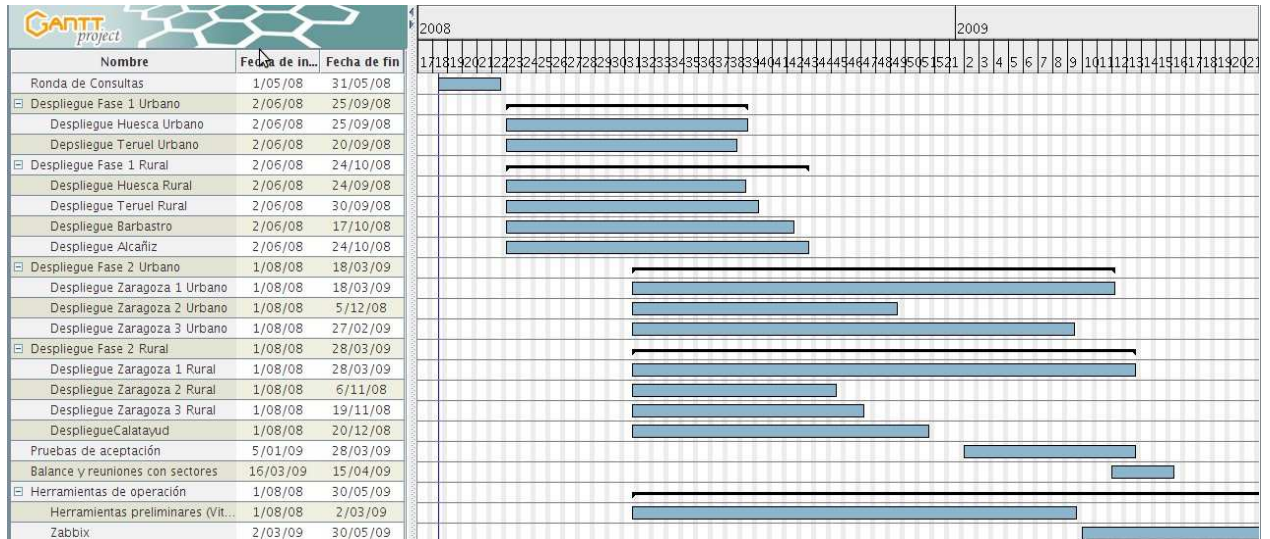 GANTT
project
2008 2009
Nombre Fecha de in... Fecha de fin 17 18 19 20 21 22 23 24 25 26 27 28 29 30 31 32 33 34 35 36 37 38 39 40 41 42 43 44 45 46 47 48 49 50 51 52 1 2 3 4 5 6 7 8 9 10 11 12 13 14 15 16 17 18 19 20 21
Ronda de Consultas 1/05/08 31/05/08
Despliegue Fase 1 Urbano 2/06/08 25/09/08
Despliegue Huesca Urbano 2/06/08 25/09/08
Depsliegue Teruel Urbano 2/06/08 20/09/08
Despliegue Fase 1 Rural 2/06/08 24/10/08
Despliegue Huesca Rural 2/06/08 24/09/08
Despliegue Teruel Rural 2/06/08 30/09/08
Despliegue Barbastro 2/06/08 17/10/08
Despliegue Alcañiz 2/06/08 24/10/08
Despliegue Fase 2 Urbano 1/08/08 18/03/09
Despliegue Zaragoza 1 Urbano 1/08/08 18/03/09
Despliegue Zaragoza 2 Urbano 1/08/08 5/12/08
Despliegue Zaragoza 3 Urbano 1/08/08 27/02/09
Despliegue Fase 2 Rural 1/08/08 28/03/09
Despliegue Zaragoza 1 Rural 1/08/08 28/03/09
Despliegue Zaragoza 2 Rural 1/08/08 6/11/08
Despliegue Zaragoza 3 Rural 1/08/08 19/11/08
DespliegueCalatayud 1/08/08 20/12/08
Pruebas de aceptación 5/01/09 28/03/09
Balance y reuniones con sectores 16/03/09 15/04/09
Herramientas de operación 1/08/08 30/05/09
Herramientas preliminares (Vit... 1/08/08 2/03/09
Zabbix 2/03/09 30/05/09